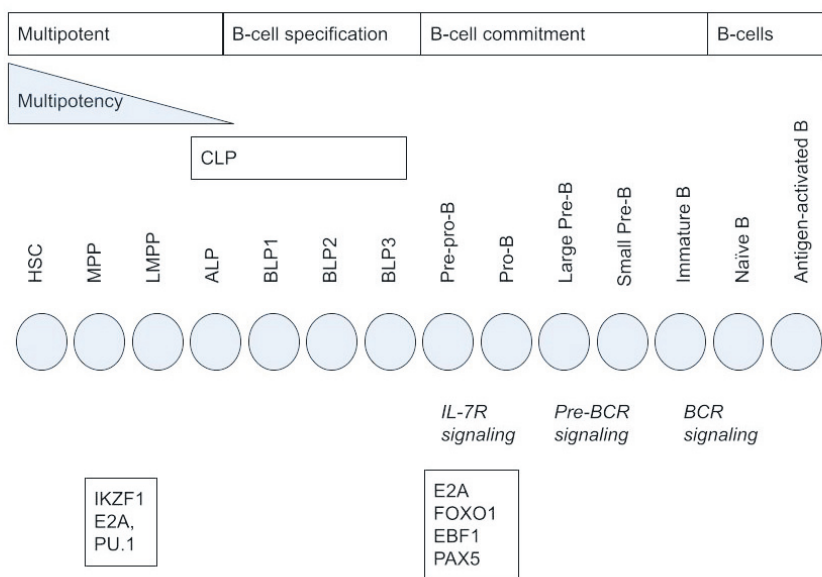 Multipotent
B-cell specification
B-cell commitment
B-cells
Multipotency
CLP
HSC
MPP
LMPP
ALP
BLP1
BLP2
BLP3
Pre-pro-B
Pro-B
Large Pre-B
Small Pre-B
Immature B
Naïve B
Antigen-activated B
IL-7R
signaling
Pre-BCR
signaling
BCR
signaling
IKZF1
E2A,
PU.1
E2A
FOXO1
EBF1
PAX5